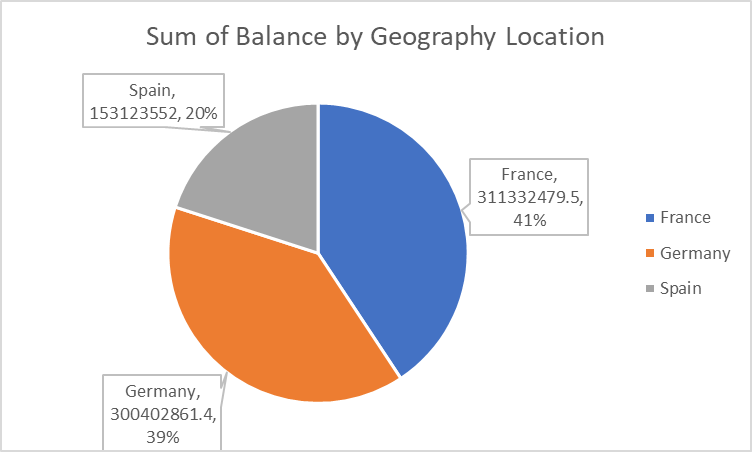 Sum of Balance by Geography Location
Spain,
153123552, 20%
France,
311332479.5,
41%
France
Germany
Spain
Germany,
300402861.4,
39%